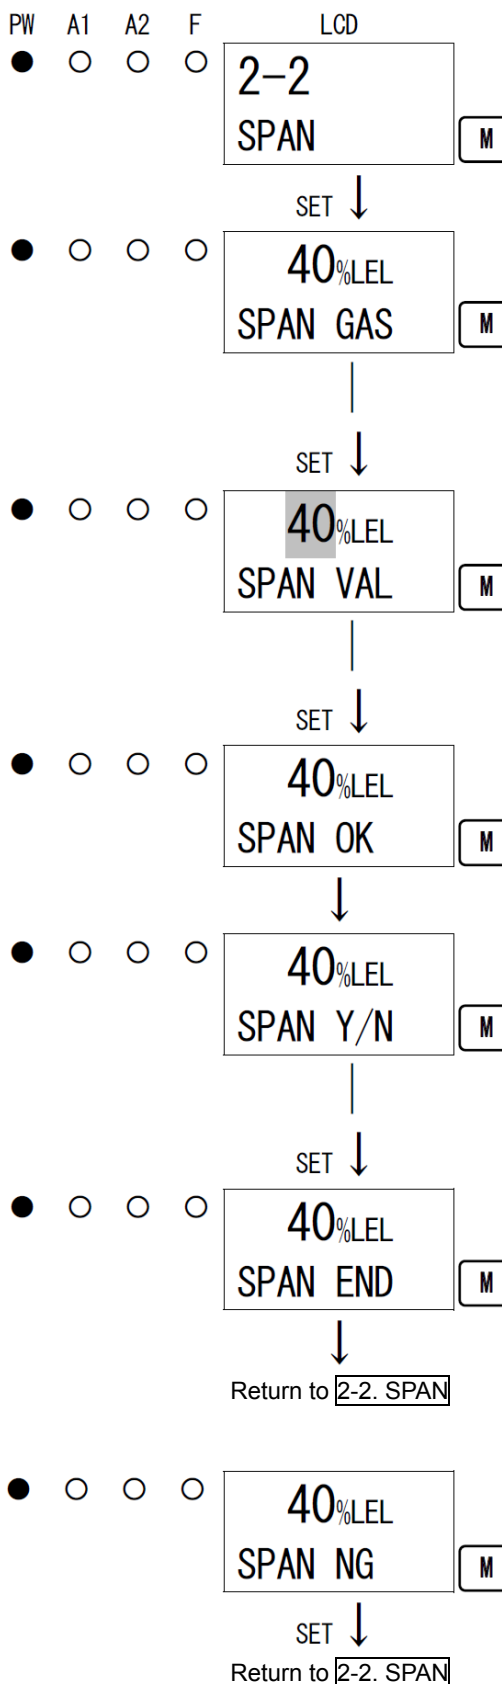 PW A1 A2 F LCD
2-2
SPAN M
SET ↓
40%LEL
SPAN GAS M
SET ↓
40%LEL
SPAN VAL M
SET ↓
40%LEL
SPAN OK M
↓
40%LEL
SPAN Y/N M
SET ↓
40%LEL
SPAN END M
↓
Return to 2-2. SPAN
40%LEL
SPAN NG M
SET ↓
Return to 2-2. SPAN